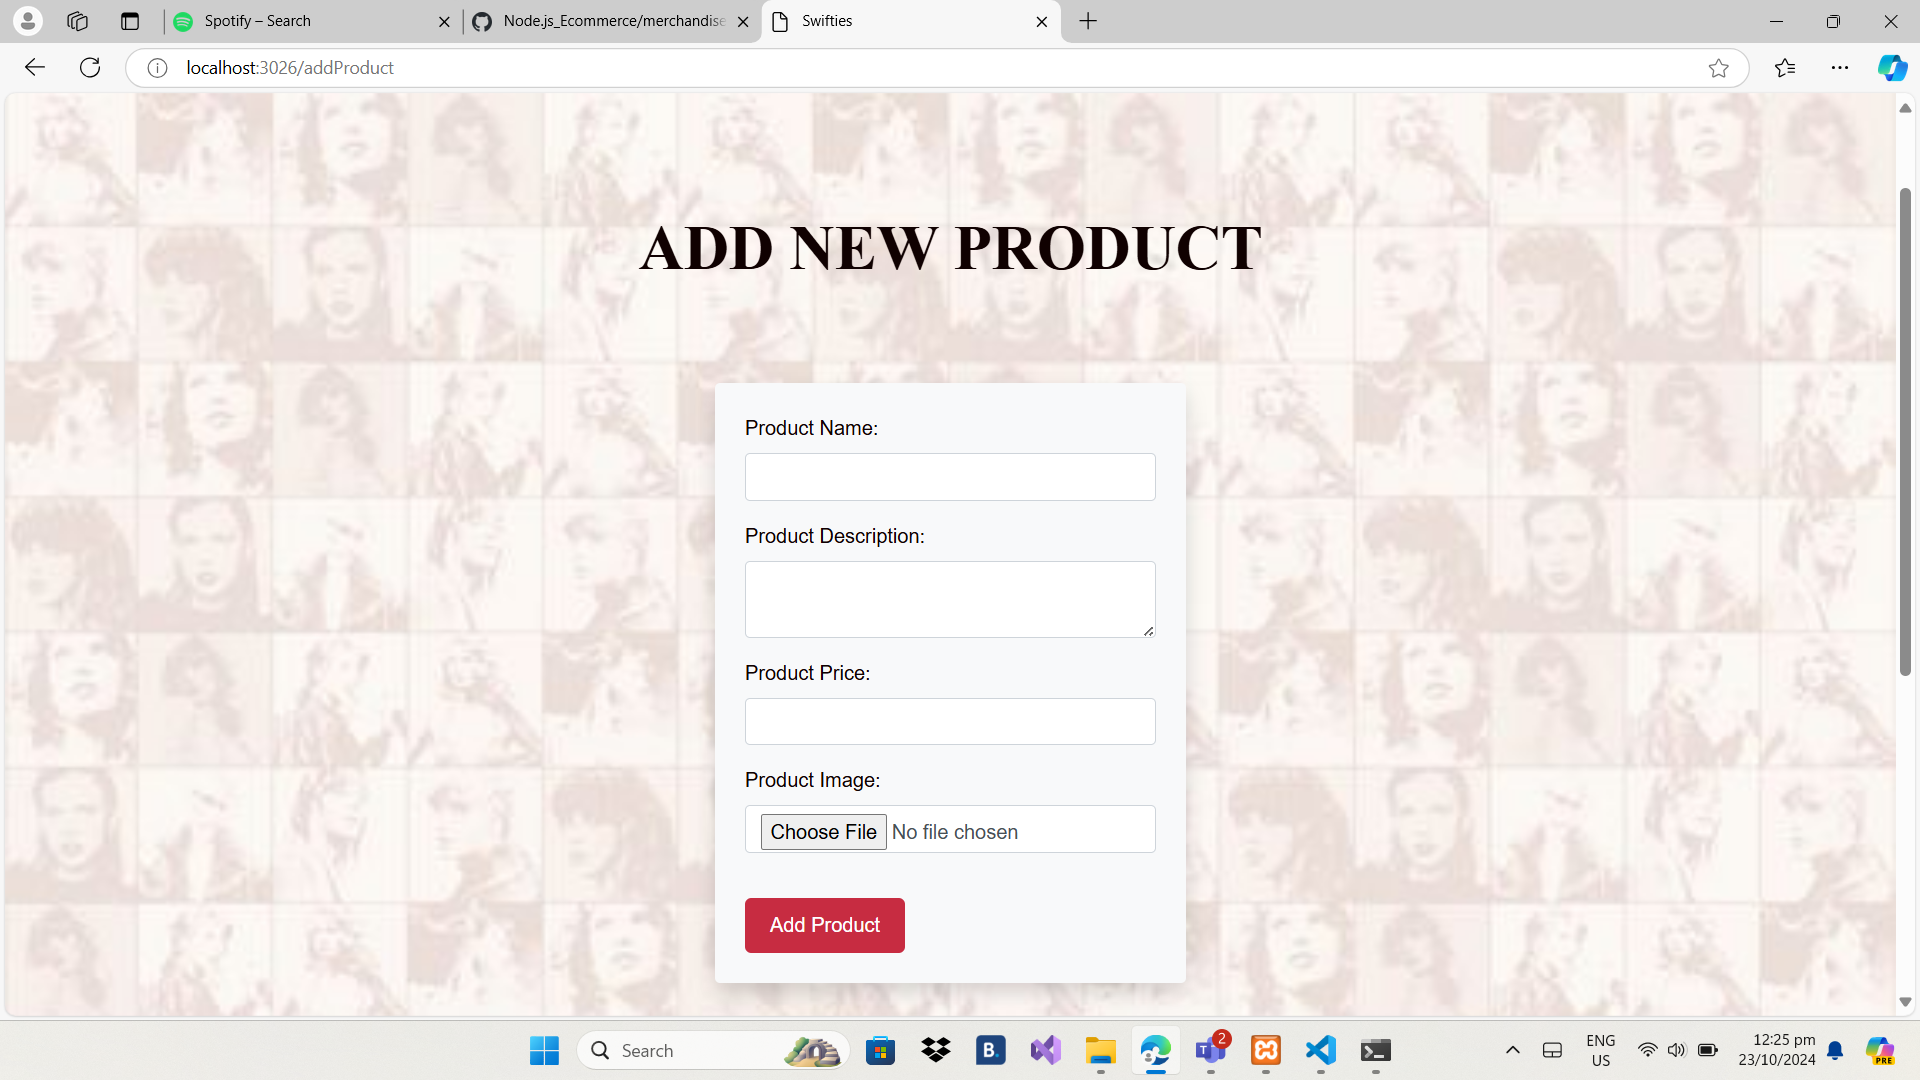 Spotify – Search
Node.js_Ecommerce/merchandise
Swifties
localhost:3026/addProduct
ADD NEW PRODUCT
Product Name:
Product Description:
Product Price:
Product Image:
Choose File No file chosen
Add Product
Search
B.
T
2
ENG
US
12:25 pm
23/10/2024
PRE